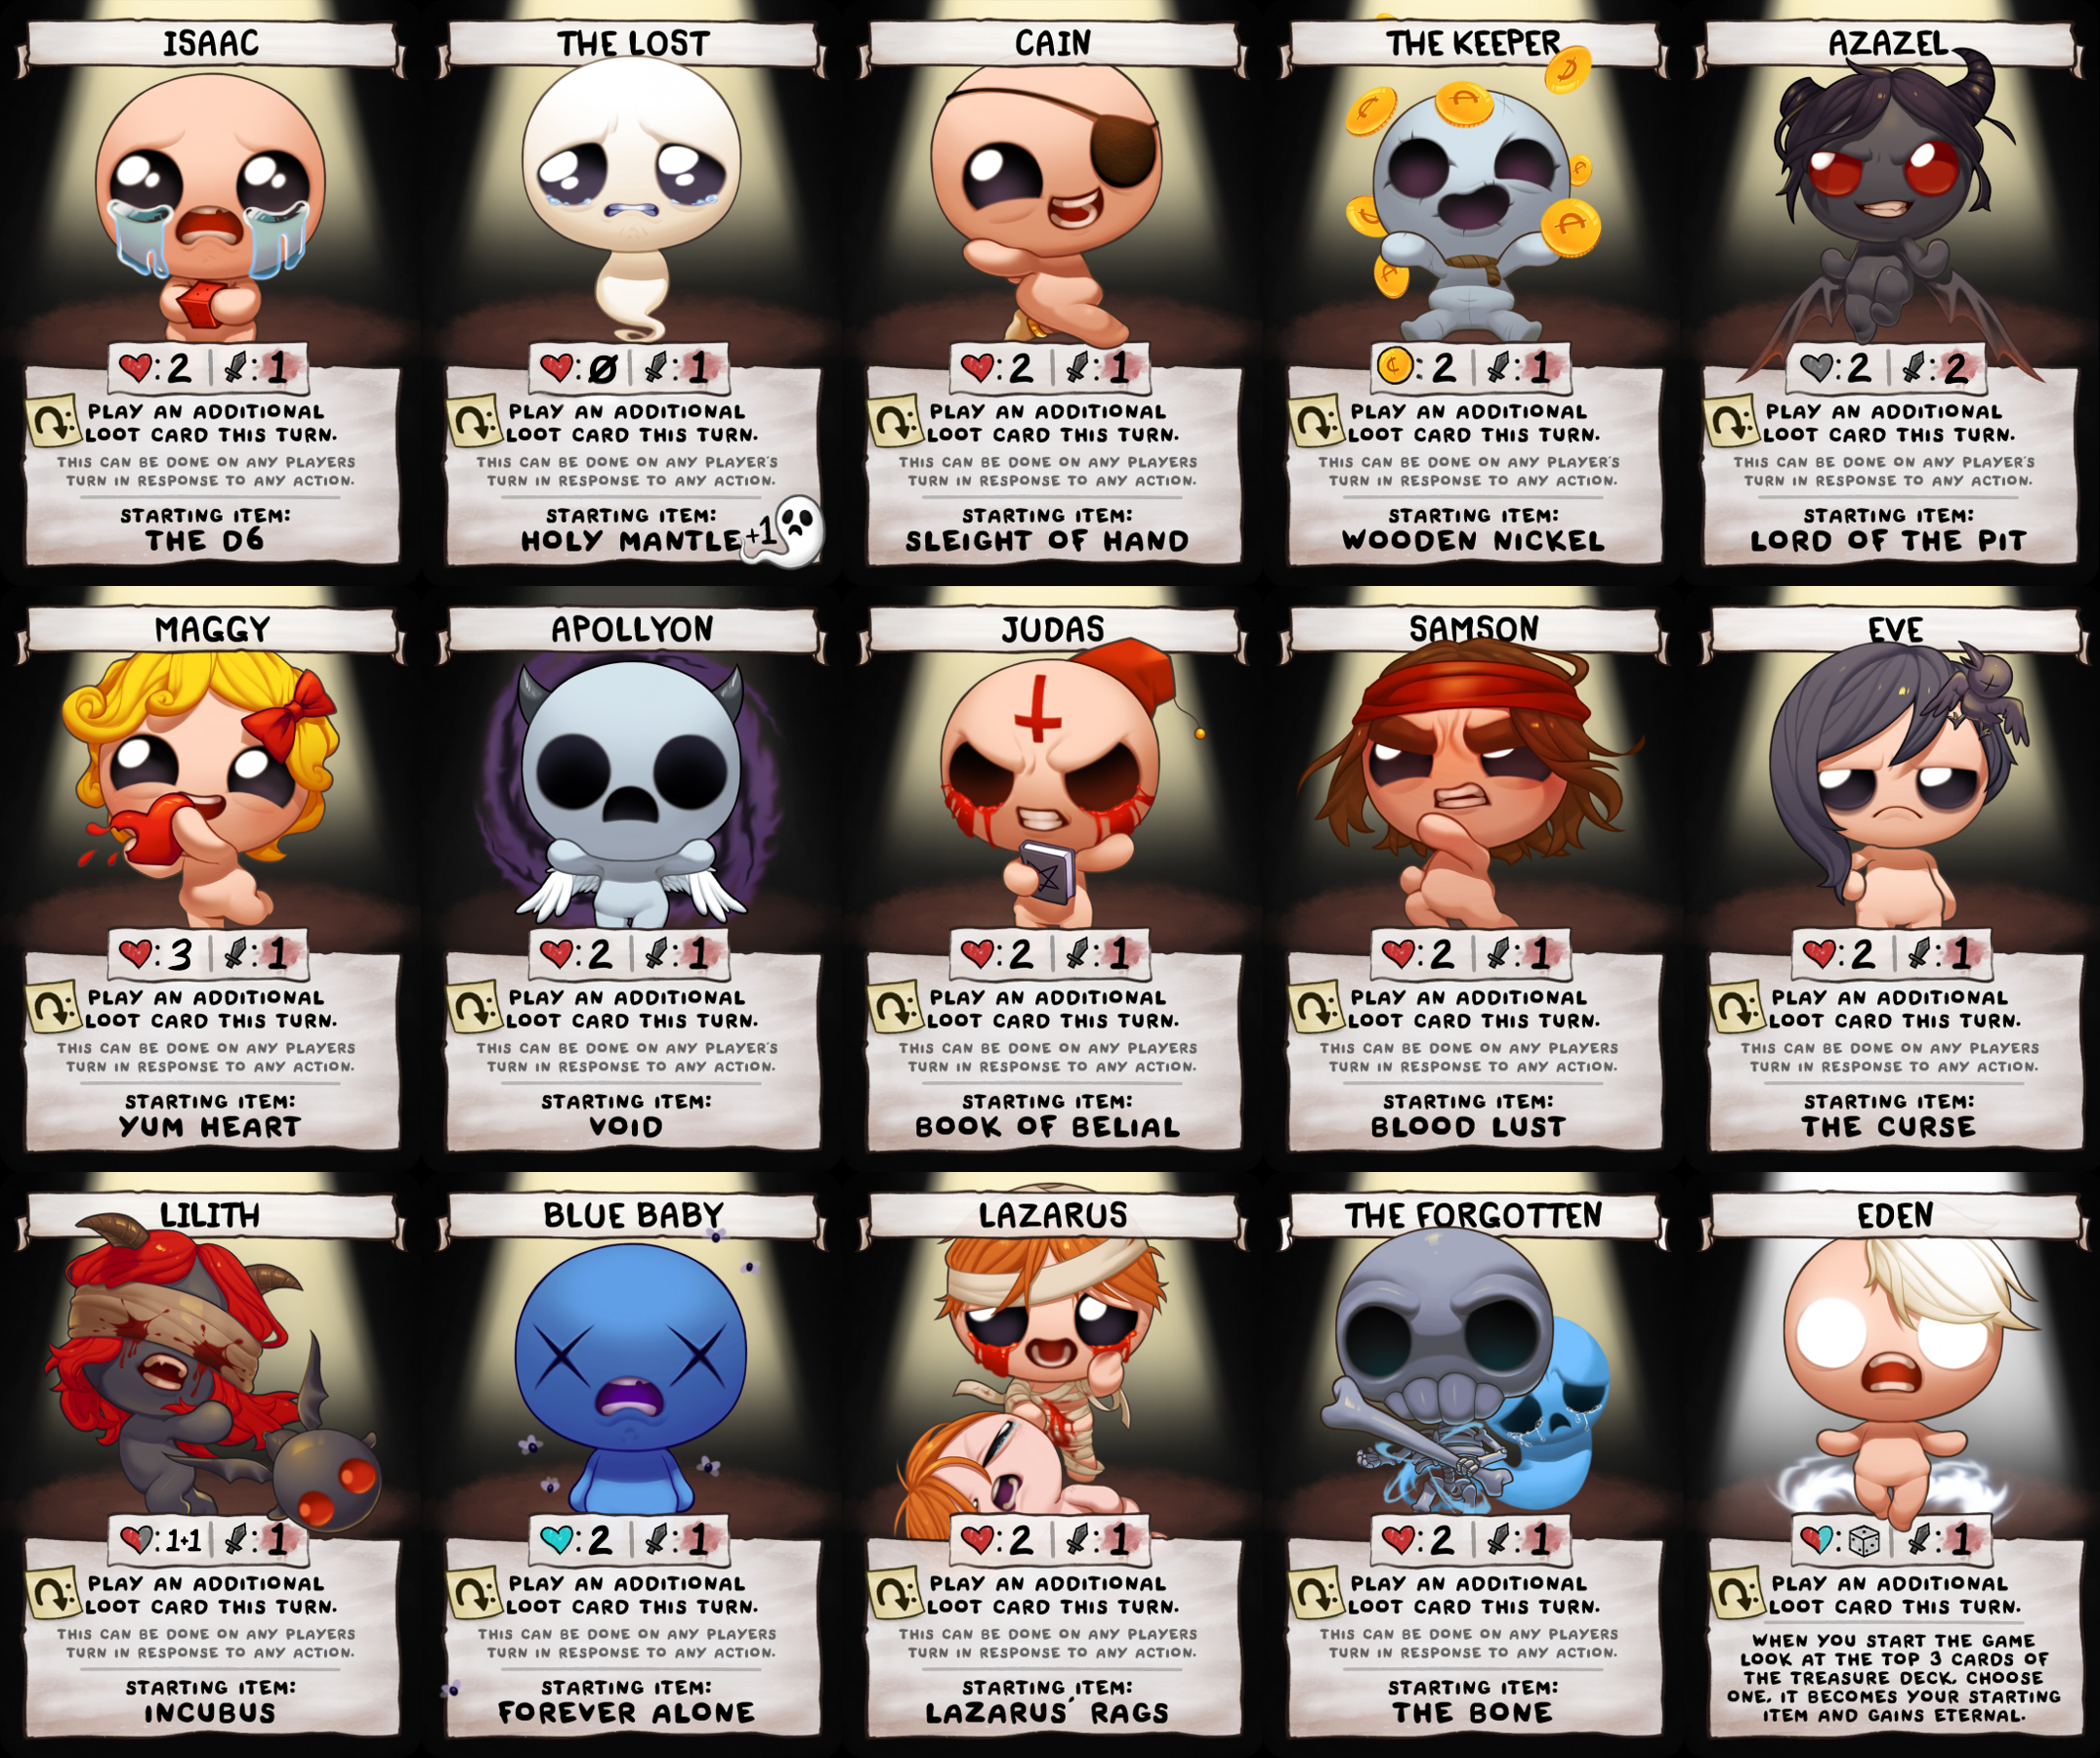 ISAAC
2 1
PLAY AN ADDITIONAL
LOOT CARD THIS TURN.
THIS CAN BE DONE ON ANY PLAYERS
TURN IN RESPONSE TO ANY ACTION.
STARTING ITEM:
THE D6
THE LOST
: 0 : 1
PLAY AN ADDITIONAL
LOOT CARD THIS TURN.
THIS CAN BE DONE ON ANY PLAYER'S
TURN IN RESPONSE TO ANY ACTION.
STARTING ITEM:
HOLY MANTLE +1
CAIN
: 2 : 1
PLAY AN ADDITIONAL
LOOT CARD THIS TURN.
THIS CAN BE DONE ON ANY PLAYERS
TURN IN RESPONSE TO ANY ACTION.
STARTING ITEM:
SLEIGHT OF HAND
THE KEEPER
¢ : 2 : 1
PLAY AN ADDITIONAL
LOOT CARD THIS TURN.
THIS CAN BE DONE ON ANY PLAYER'S
TURN IN RESPONSE TO ANY ACTION.
STARTING ITEM:
WOODEN NICKEL
AZAZEL
: 2 : 2
PLAY AN ADDITIONAL
LOOT CARD THIS TURN.
THIS CAN BE DONE ON ANY PLAYER'S
TURN IN RESPONSE TO ANY ACTION.
STARTING ITEM:
LORD OF THE PIT
MAGGY
: 3 : 1
PLAY AN ADDITIONAL
LOOT CARD THIS TURN.
THIS CAN BE DONE ON ANY PLAYERS
TURN IN RESPONSE TO ANY ACTION.
STARTING ITEM:
YUM HEART
APOLLYON
: 2 : 1
PLAY AN ADDITIONAL
LOOT CARD THIS TURN.
THIS CAN BE DONE ON ANY PLAYER'S
TURN IN RESPONSE TO ANY ACTION.
STARTING ITEM:
VOID
JUDAS
: 2 : 1
PLAY AN ADDITIONAL
LOOT CARD THIS TURN.
THIS CAN BE DONE ON ANY PLAYERS
TURN IN RESPONSE TO ANY ACTION.
STARTING ITEM:
BOOK OF BELIAL
SAMSON
: 2 : 1
PLAY AN ADDITIONAL
LOOT CARD THIS TURN.
THIS CAN BE DONE ON ANY PLAYERS
TURN IN RESPONSE TO ANY ACTION.
STARTING ITEM:
BLOOD LUST
EVE
: 2 : 1
PLAY AN ADDITIONAL
LOOT CARD THIS TURN.
THIS CAN BE DONE ON ANY PLAYERS
TURN IN RESPONSE TO ANY ACTION.
STARTING ITEM:
THE CURSE
LILITH
: 1+1 : 1
PLAY AN ADDITIONAL
LOOT CARD THIS TURN.
THIS CAN BE DONE ON ANY PLAYERS
TURN IN RESPONSE TO ANY ACTION.
STARTING ITEM:
INCUBUS
BLUE BABY
: 2 : 1
PLAY AN ADDITIONAL
LOOT CARD THIS TURN.
THIS CAN BE DONE ON ANY PLAYERS
TURN IN RESPONSE TO ANY ACTION.
STARTING ITEM:
FOREVER ALONE
LAZARUS
: 2 : 1
PLAY AN ADDITIONAL
LOOT CARD THIS TURN.
THIS CAN BE DONE ON ANY PLAYERS
TURN IN RESPONSE TO ANY ACTION.
STARTING ITEM:
LAZARUS' RAGS
THE FORGOTTEN
: 2 : 1
PLAY AN ADDITIONAL
LOOT CARD THIS TURN.
THIS CAN BE DONE ON ANY PLAYERS
TURN IN RESPONSE TO ANY ACTION.
STARTING ITEM:
THE BONE
EDEN
: : 1
PLAY AN ADDITIONAL
LOOT CARD THIS TURN.
WHEN YOU START THE GAME
LOOK AT THE TOP 3 CARDS OF
THE TREASURE DECK. CHOOSE
ONE, IT BECOMES YOUR STARTING
ITEM AND GAINS ETERNAL.